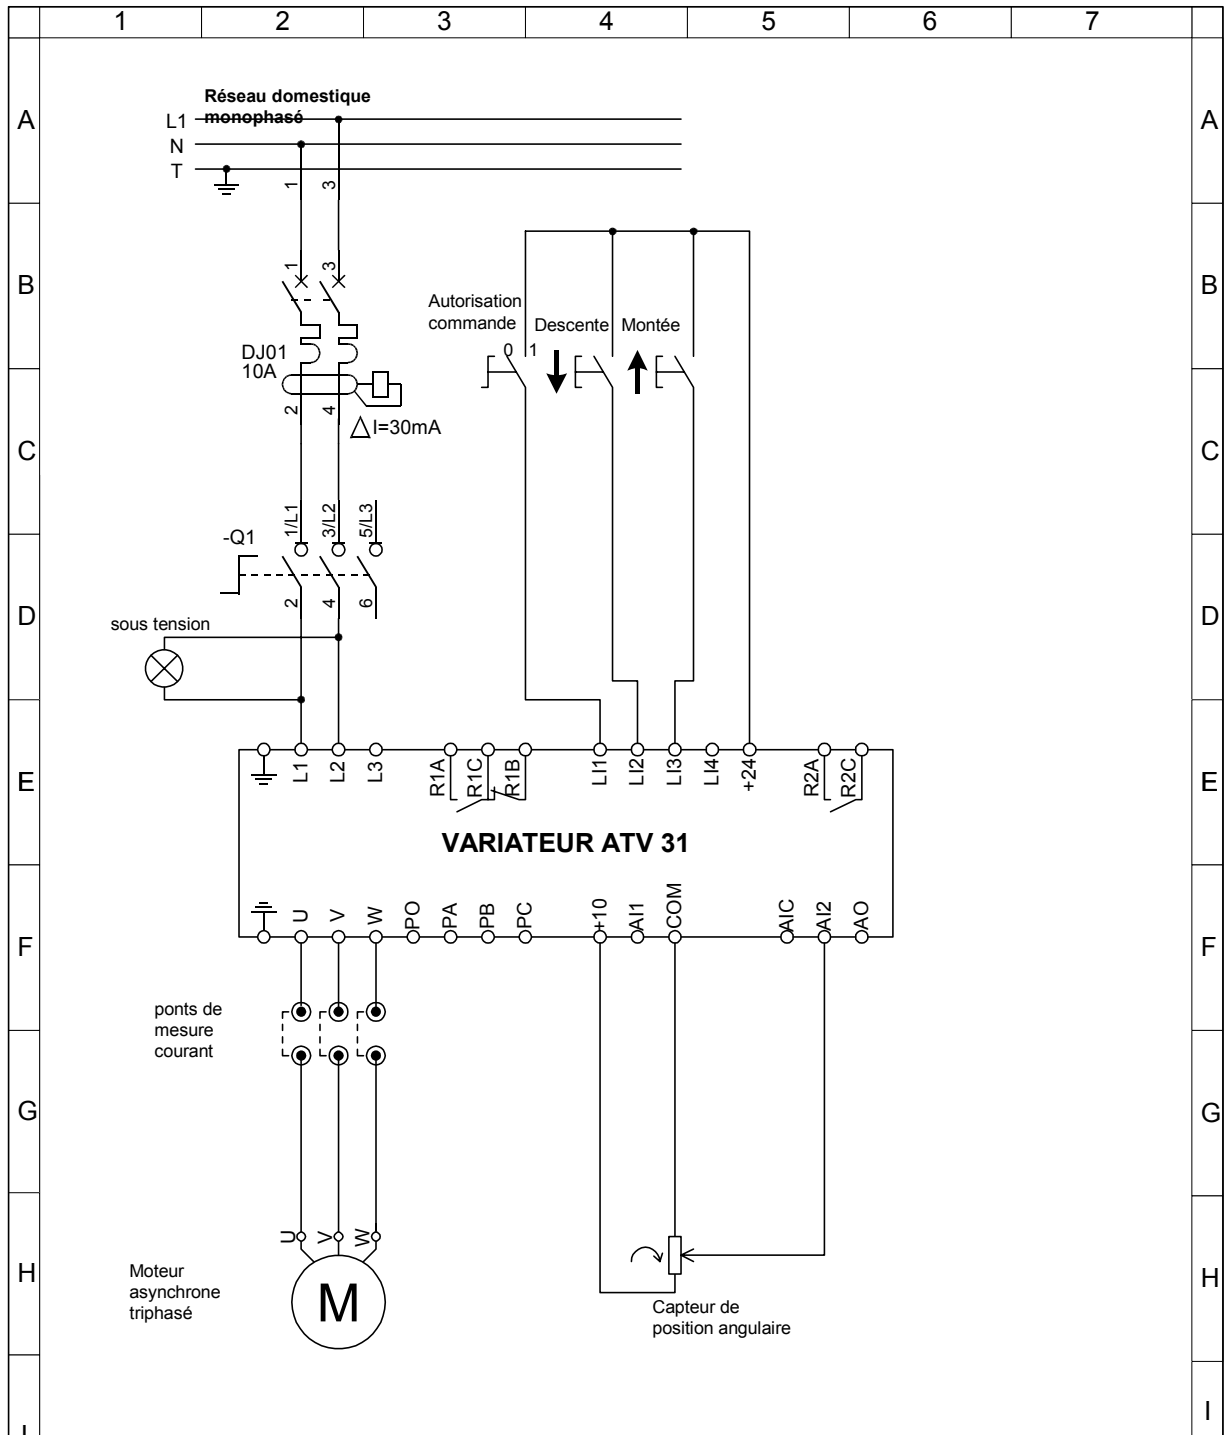 1 2 3 4 5 6 7
A A
Réseau domestique
monophasé
L1
N
T
1 3
B B
1 3
Autorisation
commande
Descente Montée
0 1
DJ01
10A
2 4
△I=30mA
C C
1/L1 3/L2 5/L3
-Q1
2 4 6
D D
sous tension
E E
L1 L2 L3 R1A R1C R1B LI1 LI2 LI3 LI4 +24 R2A R2C
VARIATEUR ATV 31
U V W PO PA PB PC +10 AI1 COM AIC AI2 AO
F F
ponts de
mesure
courant
G G
U V W
H H
Moteur
asynchrone
triphasé
M
Capteur de
position angulaire
I I